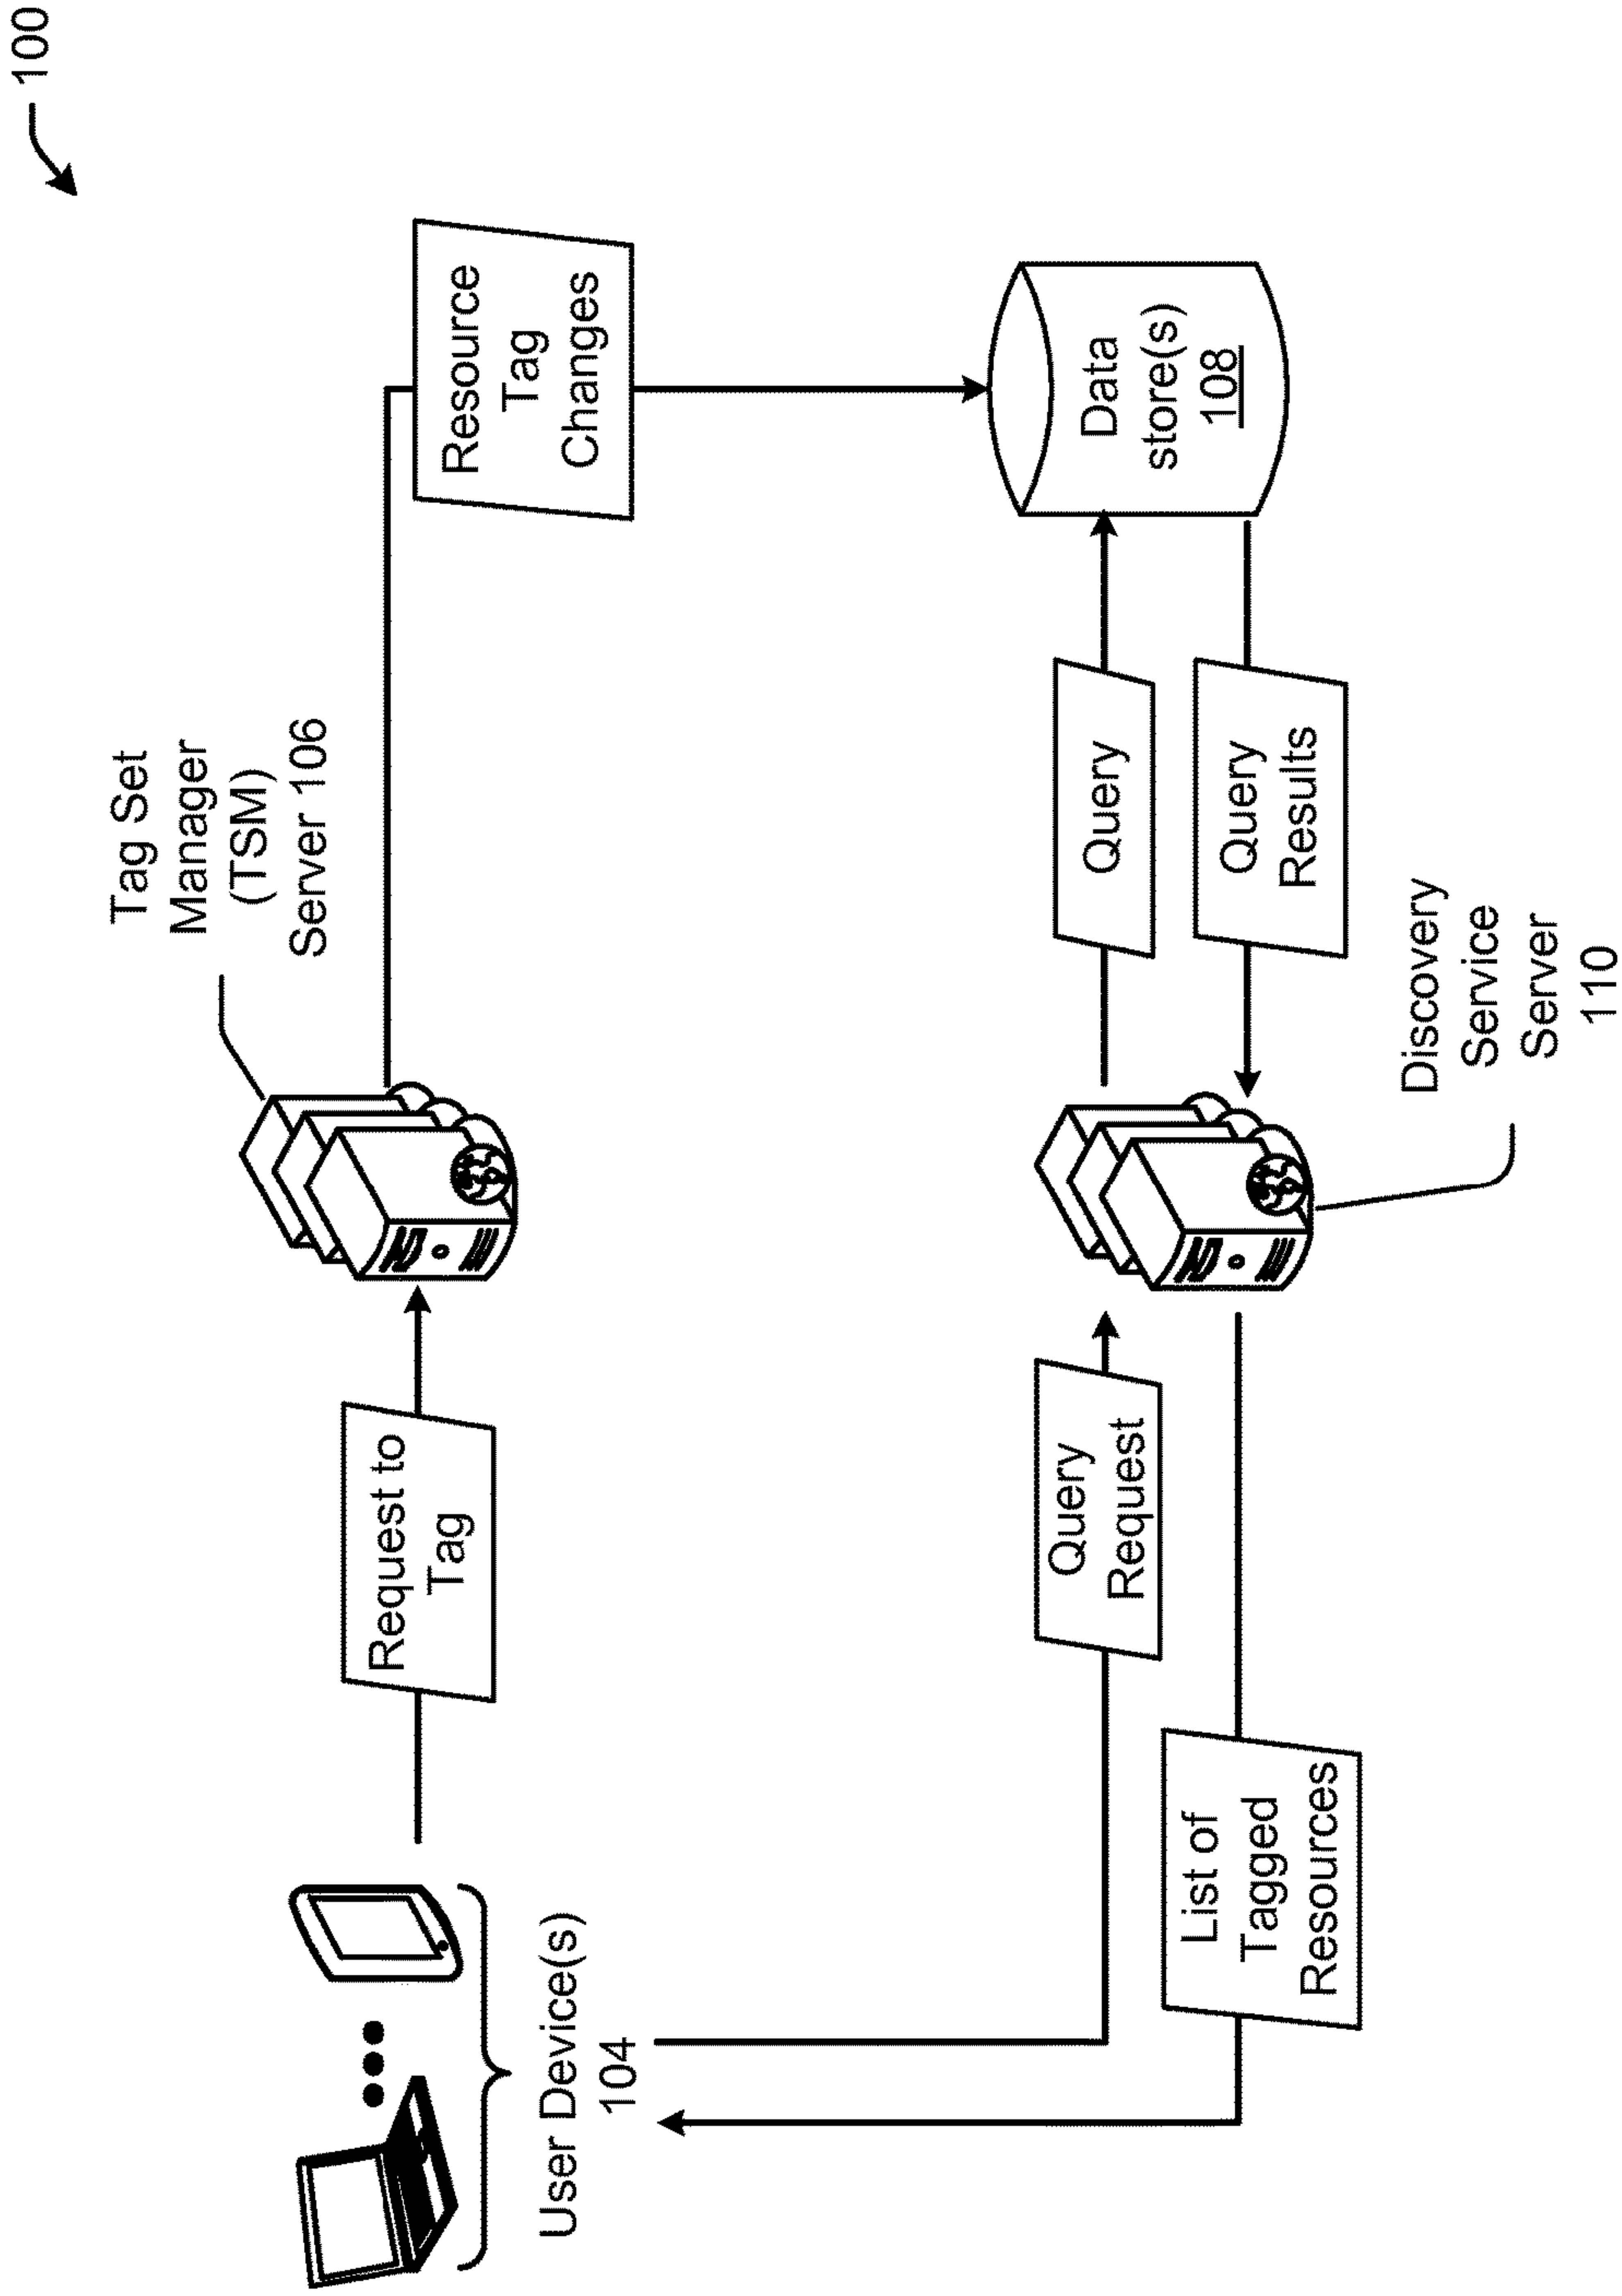 100
Tag Set
Manager
(TSM)
Server 106
Request to
Tag
Resource
Tag
Changes
User Device(s)
104
Query
Request
Query
Data
store(s)
108
List of
Tagged
Resources
Query
Results
Discovery
Service
Server
110